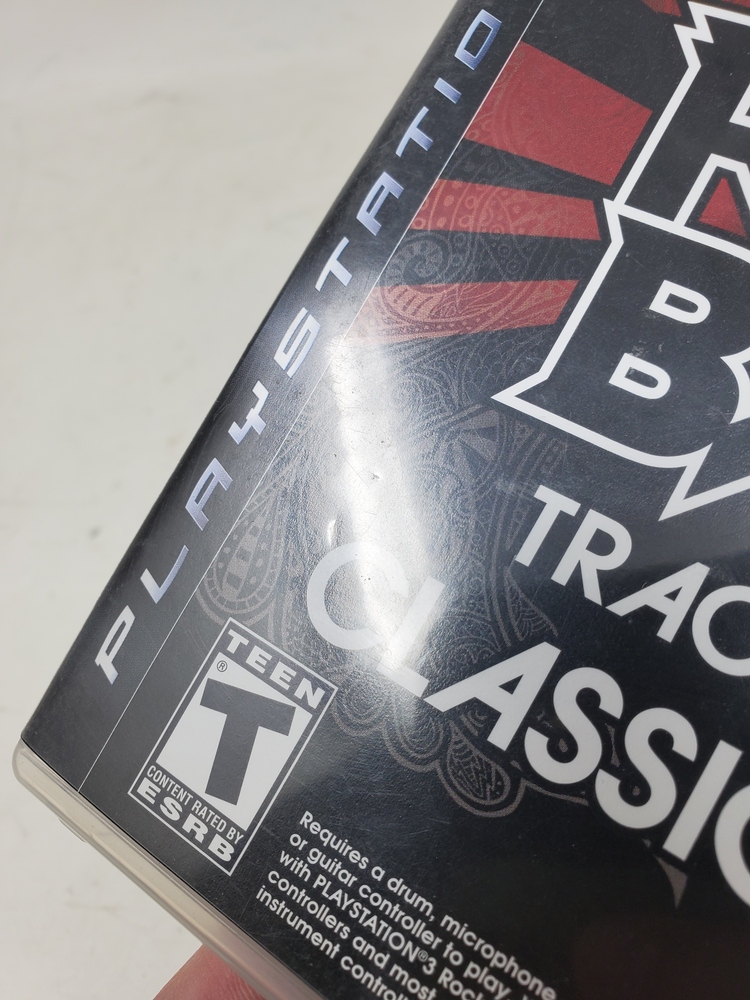 PLAYSTATIO
B
TRAC
CLASSIC
TEEN
T
®
CONTENT RATED BY
ESRB
Requires a drum, microphone
or guitar controller to play.
with PLAYSTATION®3 Rock
controllers and most
instrument control